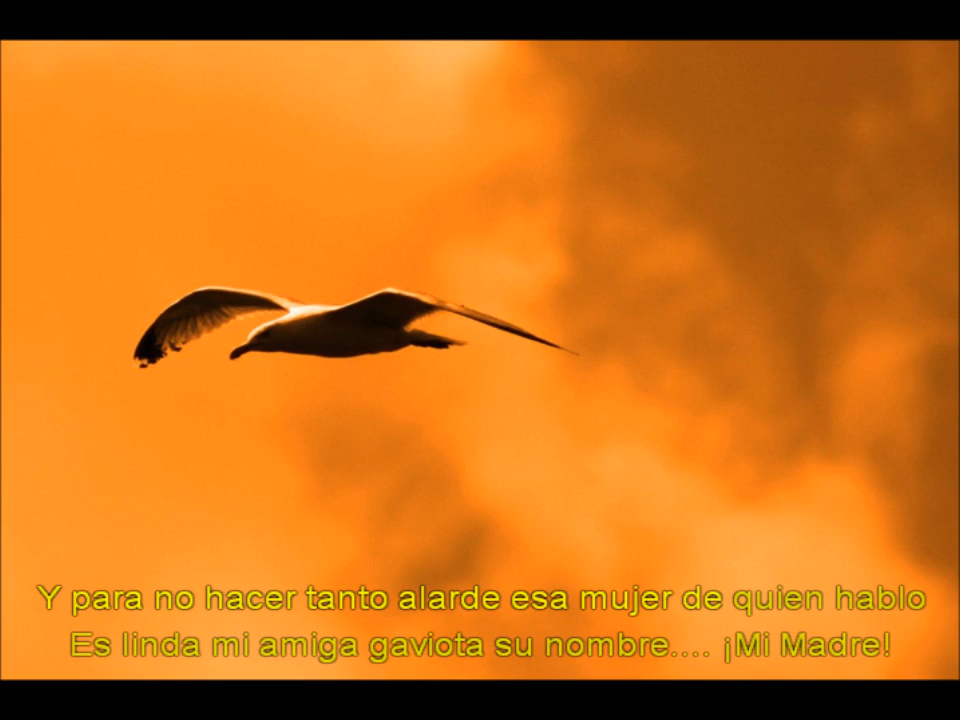 Y para no hacer tanto alarde esa mujer de quien hablo
Es linda mi amiga gaviota su nombre.... ¡Mi Madre!